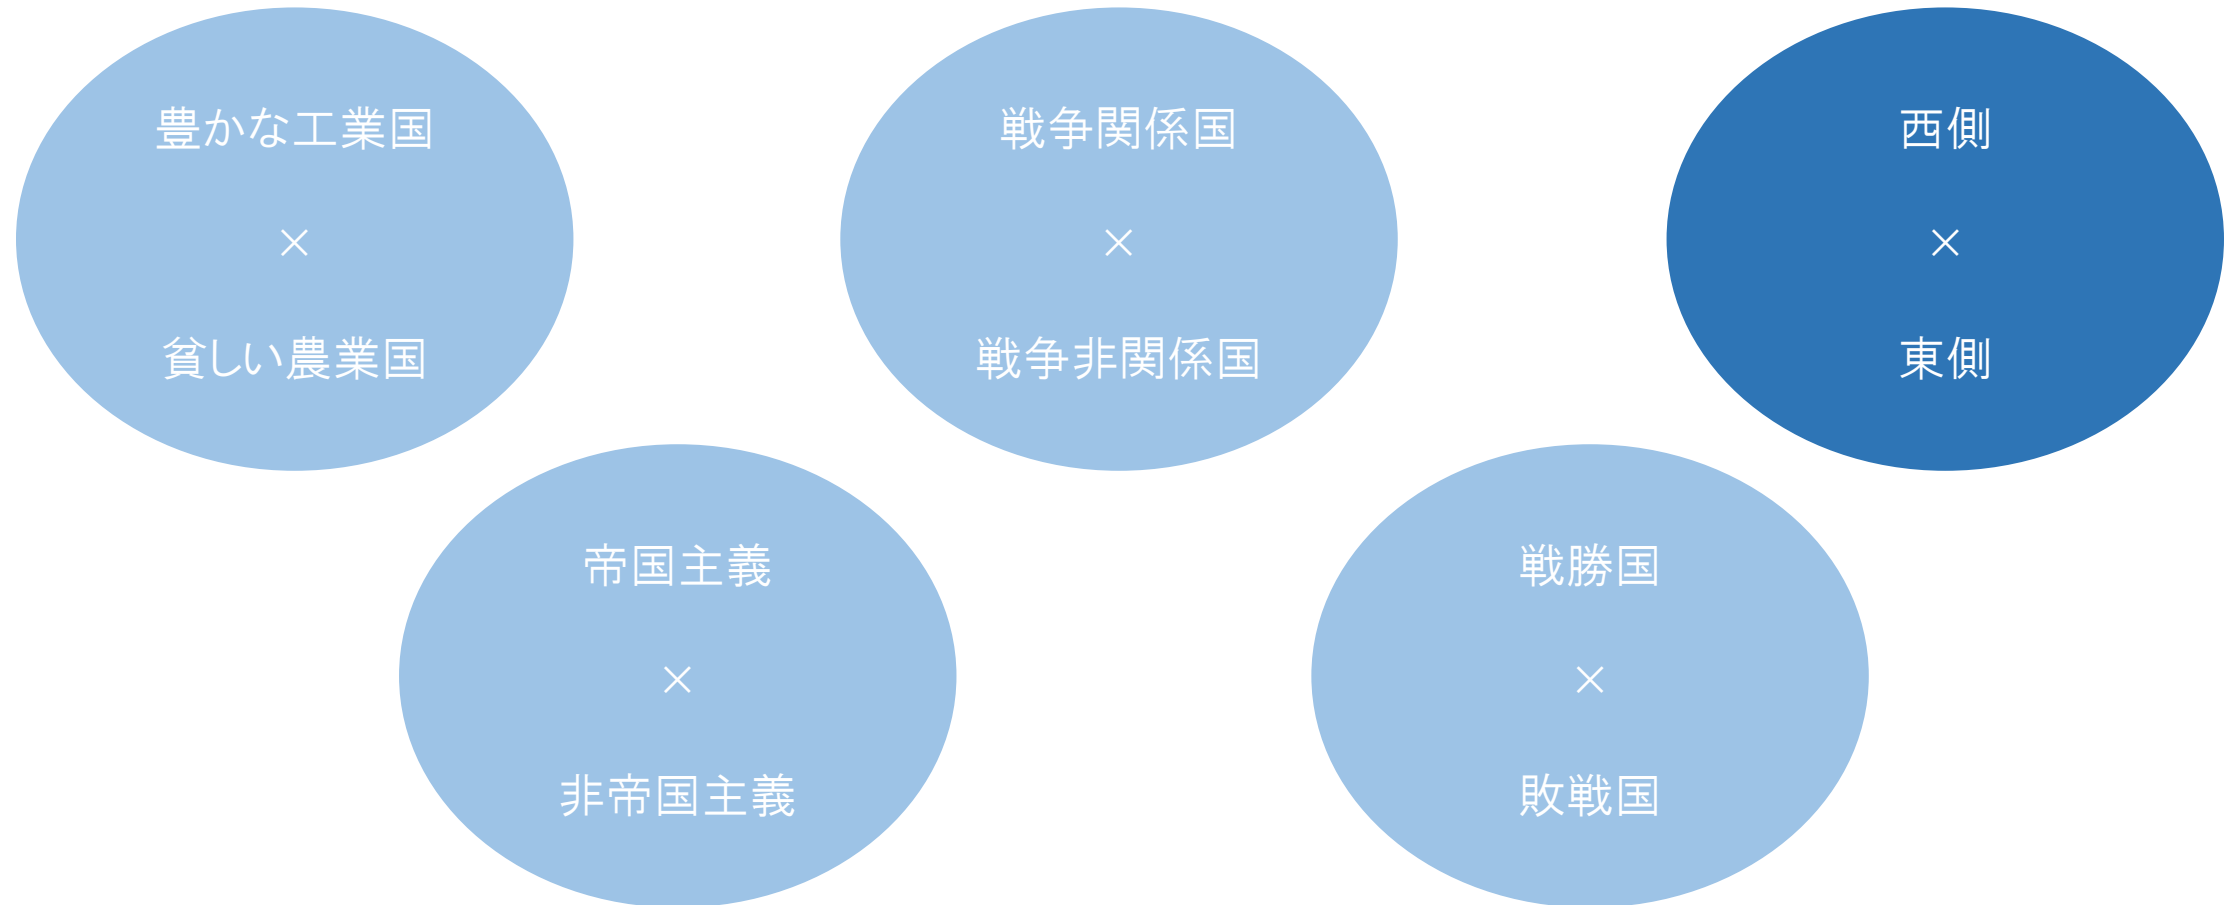 豊かな工業国
×
貧しい農業国
戦争関係国
×
戦争非関係国
西側
×
東側
帝国主義
×
非帝国主義
戦勝国
×
敗戦国